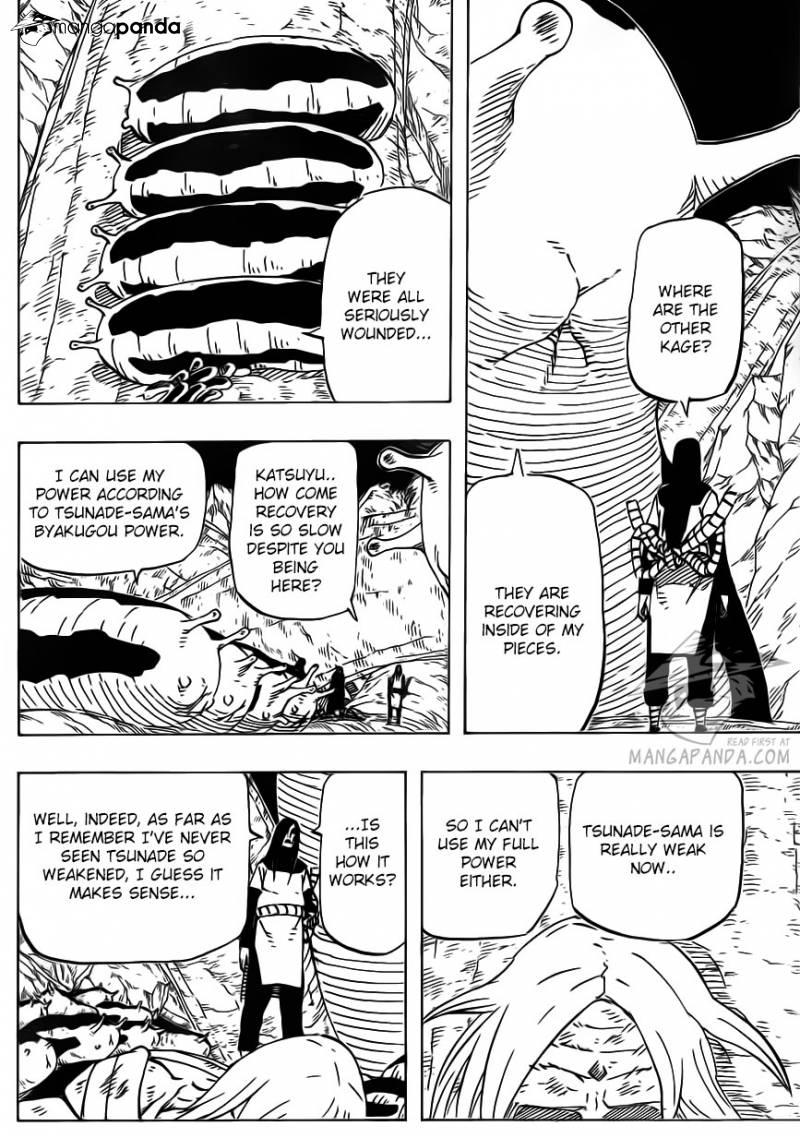 mangapanda
WHERE
ARE THE
OTHER
KAGE?
THEY ARE
RECOVERING
INSIDE OF MY
PIECES.
THEY
WERE ALL
SERIOUSLY
WOUNDED...
KATSUYU..
HOW COME
RECOVERY
IS SO SLOW
DESPITE YOU
BEING
HERE?
I CAN USE MY
POWER ACCORDING
TO TSUNADE-SAMA'S
BYAKUGOU POWER.
READ FIRST AT
MANGAPANDA.COM
TSUNADE-SAMA IS
REALLY WEAK
NOW..
SO I CAN'T
USE MY FULL
POWER
EITHER.
...IS
THIS
HOW IT
WORKS?
WELL, INDEED, AS FAR AS
I REMEMBER I'VE NEVER
SEEN TSUNADE SO
WEAKENED, I GUESS IT
MAKES SENSE...